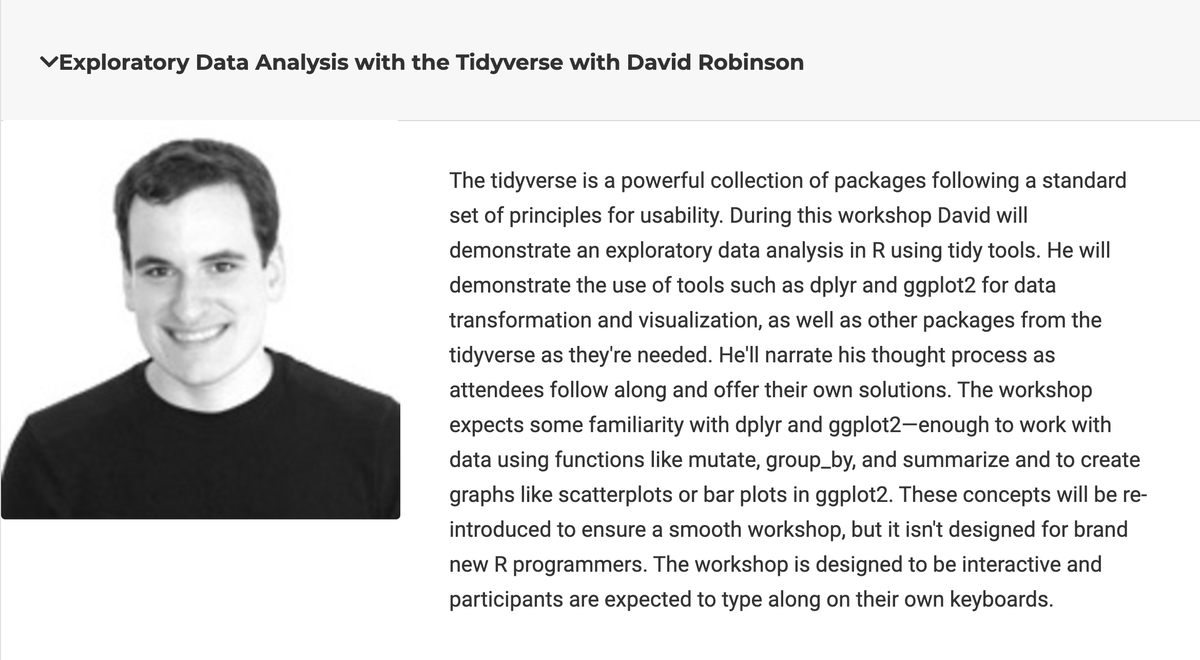 Exploratory Data Analysis with the Tidyverse with David Robinson
The tidyverse is a powerful collection of packages following a standard
set of principles for usability. During this workshop David will
demonstrate an exploratory data analysis in R using tidy tools. He will
demonstrate the use of tools such as dplyr and ggplot2 for data
transformation and visualization, as well as other packages from the
tidyverse as they're needed. He'll narrate his thought process as
attendees follow along and offer their own solutions. The workshop
expects some familiarity with dplyr and ggplot2—enough to work with
data using functions like mutate, group_by, and summarize and to create
graphs like scatterplots or bar plots in ggplot2. These concepts will be re-
introduced to ensure a smooth workshop, but it isn't designed for brand
new R programmers. The workshop is designed to be interactive and
participants are expected to type along on their own keyboards.